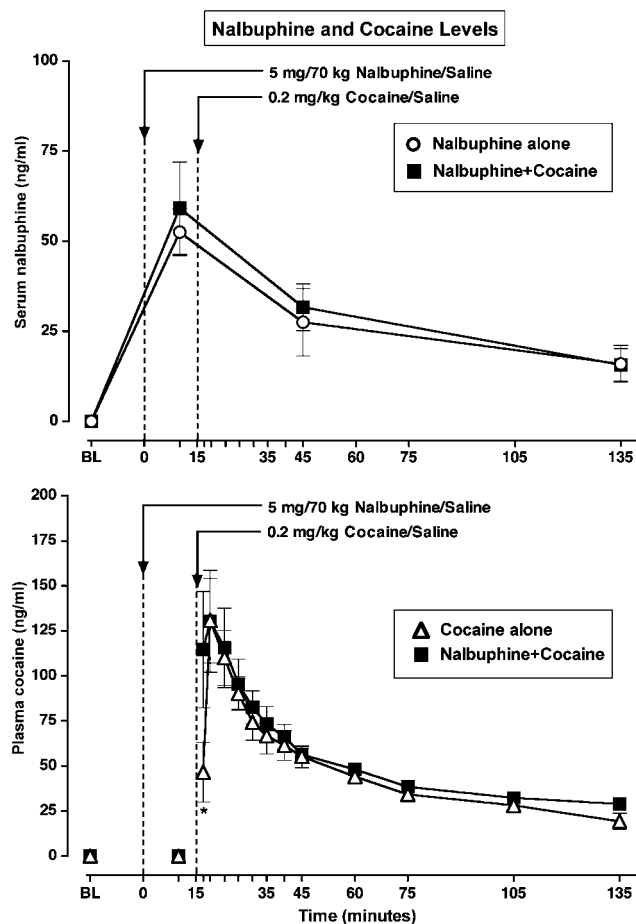 Nalbuphine and Cocaine Levels
5 mg/70 kg Nalbuphine/Saline
0.2 mg/kg Cocaine/Saline
Nalbuphine alone
Nalbuphine+Cocaine
Serum nalbuphine (ng/ml)
100
75
50
25
0
BL 0 15 35 45 60 75 105 135
5 mg/70 kg Nalbuphine/Saline
0.2 mg/kg Cocaine/Saline
Cocaine alone
Nalbuphine+Cocaine
Plasma cocaine (ng/ml)
200
175
150
125
100
75
50
25
0
*
BL 0 15 35 45 60 75 105 135
Time (minutes)